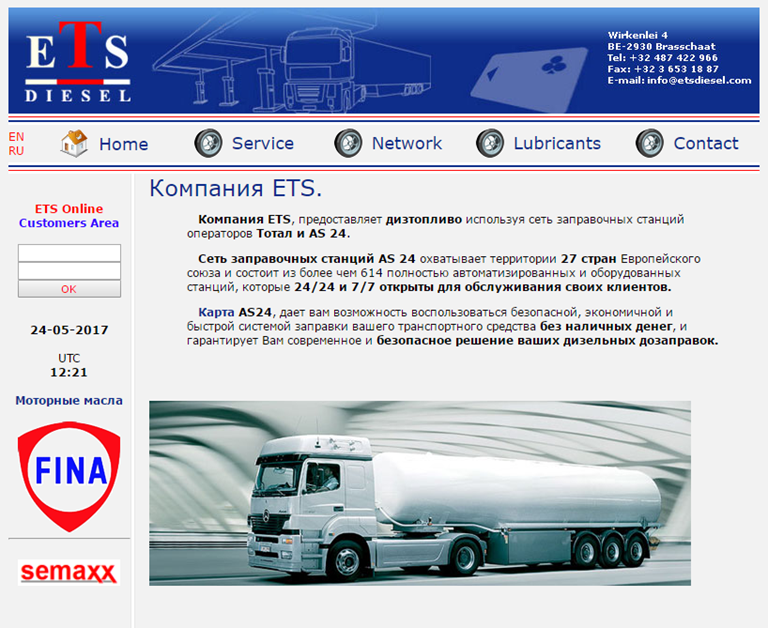 ETS
DIESEL
Wirkenlei 4
BE-2930 Brasschaat
Tel: +32 487 422 966
Fax: +32 3 653 18 87
E-mail: info@etsdiesel.com
EN
RU
Home
Service
Network
Lubricants
Contact
ETS Online
Customers Area
OK
24-05-2017
UTC
12:21
Моторные масла
FINA
semaxx
Компания ETS.
Компания ETS, предоставляет дизтопливо используя сеть заправочных станций
операторов Тотал и AS 24.
Сеть заправочных станций AS 24 охватывает территории 27 стран Европейского
союза и состоит из более чем 614 полностью автоматизированных и оборудованных
станций, которые 24/24 и 7/7 открыты для обслуживания своих клиентов.
Карта AS24, дает вам возможность воспользоваться безопасной, экономичной и
быстрой системой заправки вашего транспортного средства без наличных денег, и
гарантирует Вам современное и безопасное решение ваших дизельных дозаправок.